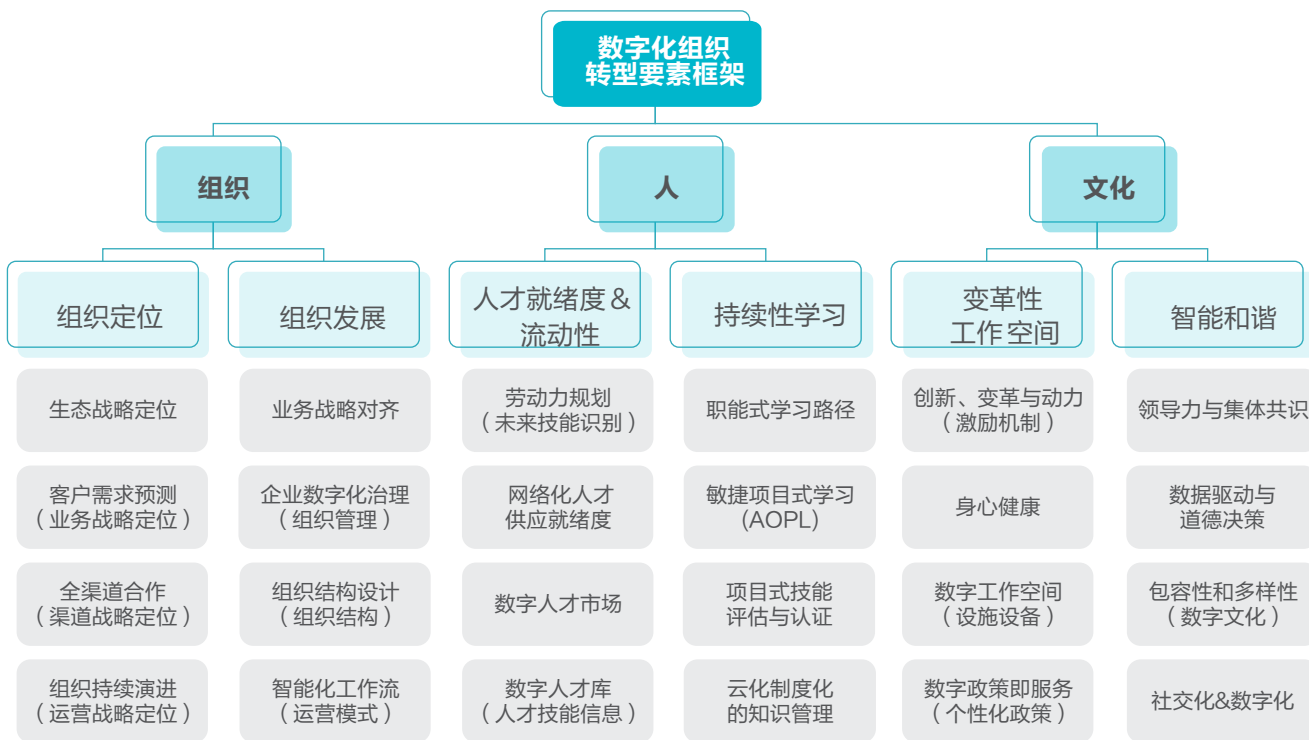 数字化组织
转型要素框架
组织
人
文化
组织定位
组织发展
人才就绪度&
流动性
持续性学习
变革性
工作空间
智能和谐
生态战略定位
业务战略对齐
劳动力规划
（未来技能识别）
职能式学习路径
创新、变革与动力
（激励机制）
领导力与集体共识
客户需求预测
（业务战略定位）
企业数字化治理
（组织管理）
网络化人才
供应就绪度
敏捷项目式学习
(AOPL)
身心健康
数据驱动与
道德决策
全渠道合作
（渠道战略定位）
组织结构设计
（组织结构）
数字人才市场
项目式技能
评估与认证
数字工作空间
（设施设备）
包容性和多样性
（数字文化）
组织持续演进
（运营战略定位）
智能化工作流
（运营模式）
数字人才库
（人才技能信息）
云化制度化
的知识管理
数字政策即服务
（个性化政策）
社交化&数字化